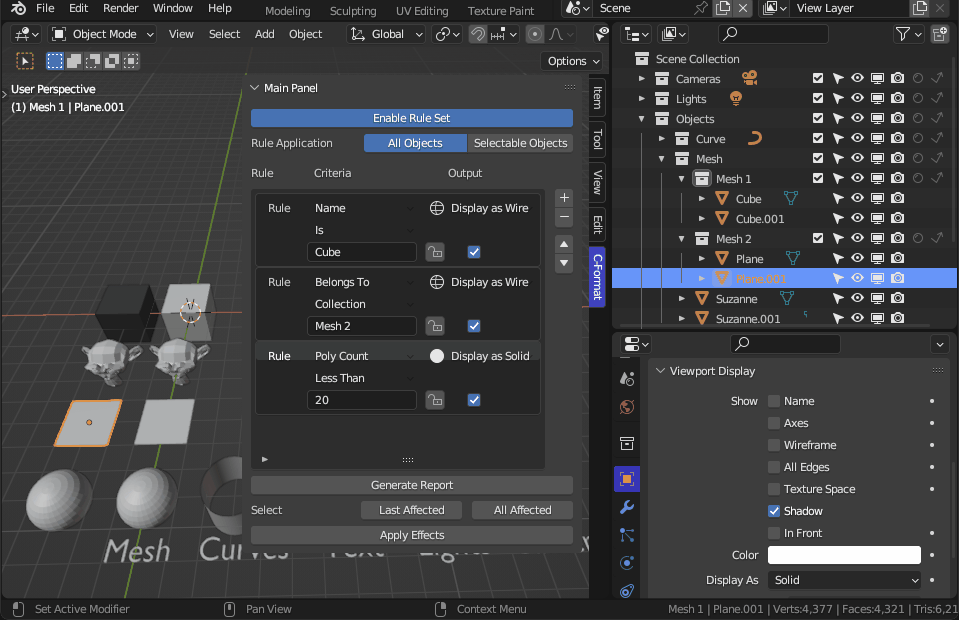 File Edit Render Window Help Modeling Sculpting UV Editing Texture Paint Scene View Layer
Object Mode View Select Add Object Global
Options
User Perspective
(1) Mesh 1 | Plane.001
Main Panel
Enable Rule Set
Rule Application All Objects Selectable Objects
Rule Criteria Output
Rule Name Display as Wire
Is
Cube
Rule Belongs To Display as Wire
Collection
Mesh 2
Rule Poly Count Display as Solid
Less Than
20
Generate Report
Select Last Affected All Affected
Apply Effects
Item
Tool
View
Edit
C-Format
Mesh Curves Text Lights
Scene Collection
Cameras
Lights
Objects
Curve
Mesh
Mesh 1
Cube
Cube.001
Mesh 2
Plane
Plane.001
Suzanne
Suzanne.001
Viewport Display
Show Name
Axes
Wireframe
All Edges
Texture Space
Shadow
In Front
Color
Display As Solid
Set Active Modifier Pan View Context Menu Mesh 1 | Plane.001 | Verts:4,377 | Faces:4,321 | Tris:6,21